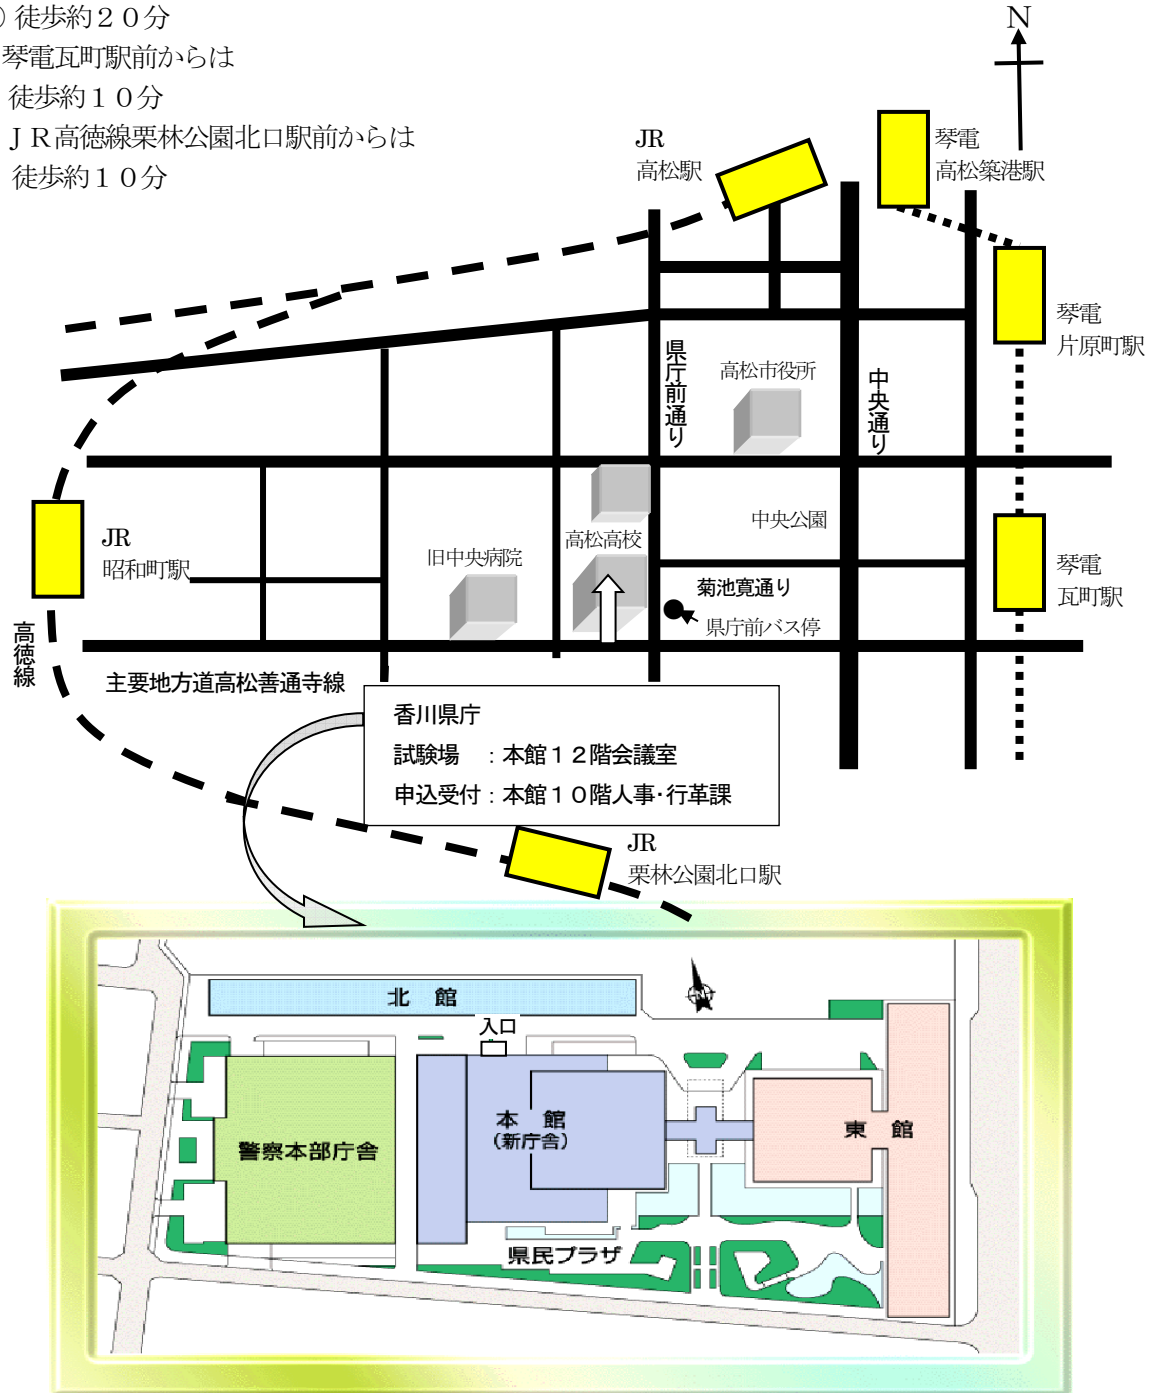 ) 徒歩約２０分
琴電瓦町駅前からは
徒歩約１０分
ＪＲ高徳線栗林公園北口駅前からは
徒歩約１０分
N
JR
高松駅
琴電
高松築港駅
琴電
片原町駅
県庁前通り
高松市役所
中央通り
JR
昭和町駅
旧中央病院
高松高校
中央公園
菊池寛通り
県庁前バス停
琴電
瓦町駅
高徳線
主要地方道高松善通寺線
香川県庁
試験場　：本館１２階会議室
申込受付：本館１０階人事・行革課
JR
栗林公園北口駅
北　館
入口
本　館
(新庁舎)
東　館
警察本部庁舎
県民プラザ